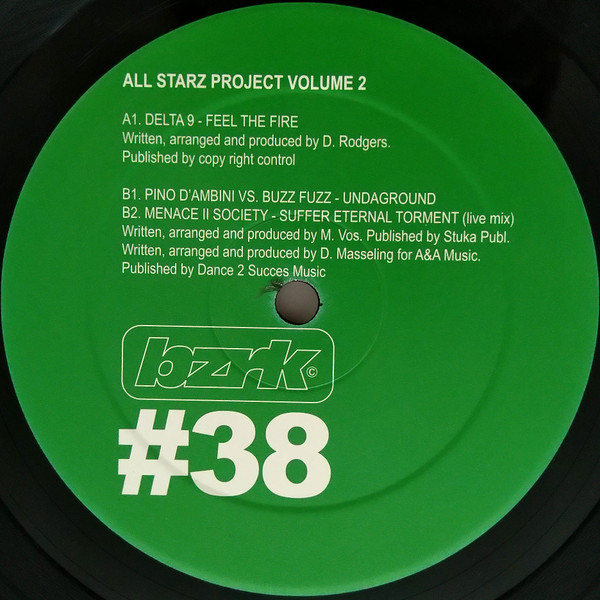 ALL STARZ PROJECT VOLUME 2
A1. DELTA 9 - FEEL THE FIRE
Written, arranged and produced by D. Rodgers.
Published by copy right control
B1. PINO D'AMBINI VS. BUZZ FUZZ - UNDAGROUND
B2. MENACE II SOCIETY - SUFFER ETERNAL TORMENT (live mix)
Written, arranged and produced by M. Vos. Published by Stuka Publ.
Written, arranged and produced by D. Masseling for A&A Music.
Published by Dance 2 Succes Music
bzrk©
#38